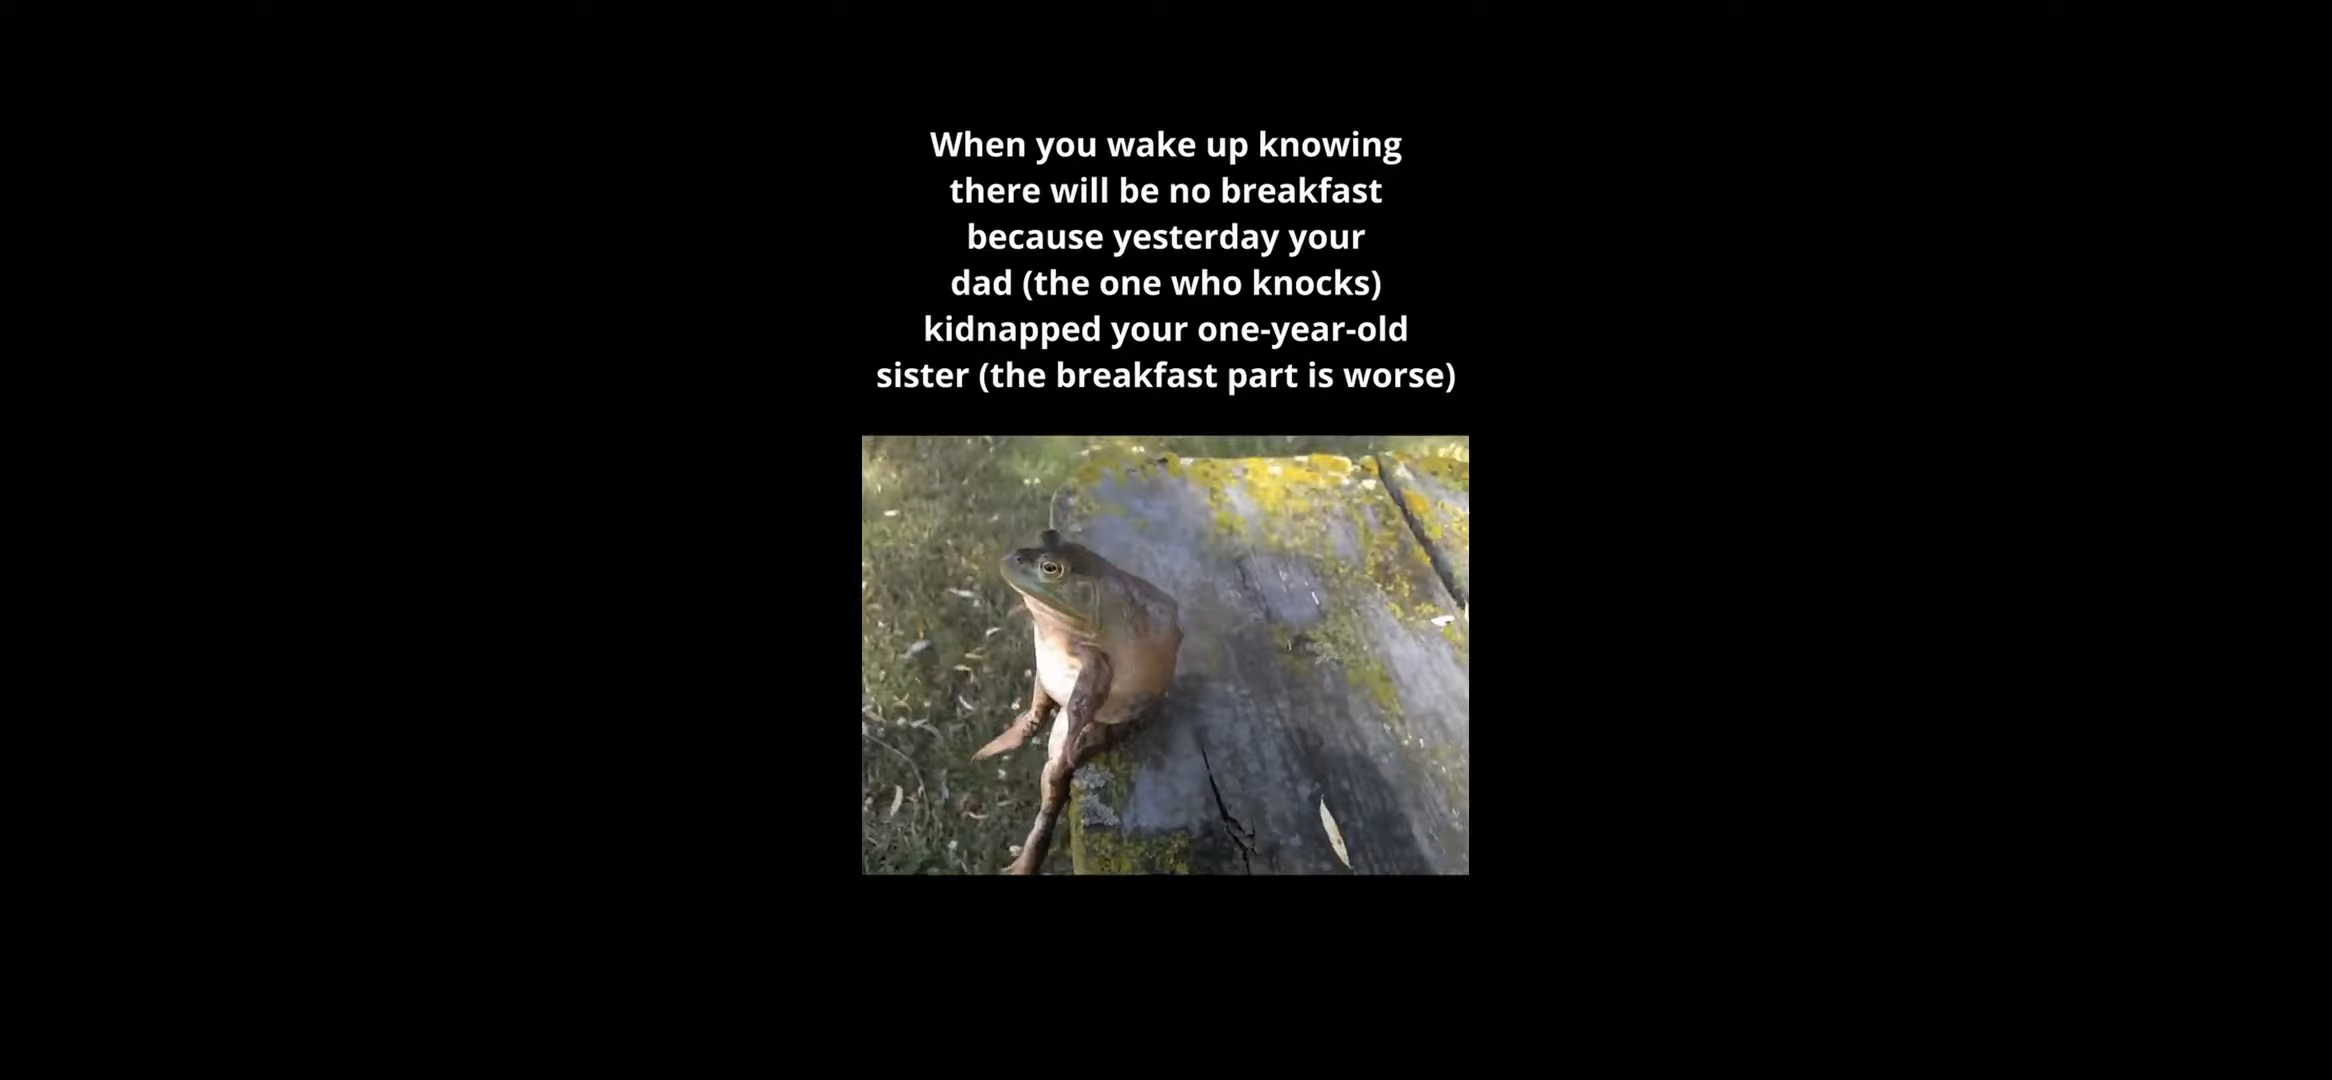 When you wake up knowing
there will be no breakfast
because yesterday your
dad (the one who knocks)
kidnapped your one-year-old
sister (the breakfast part is worse)